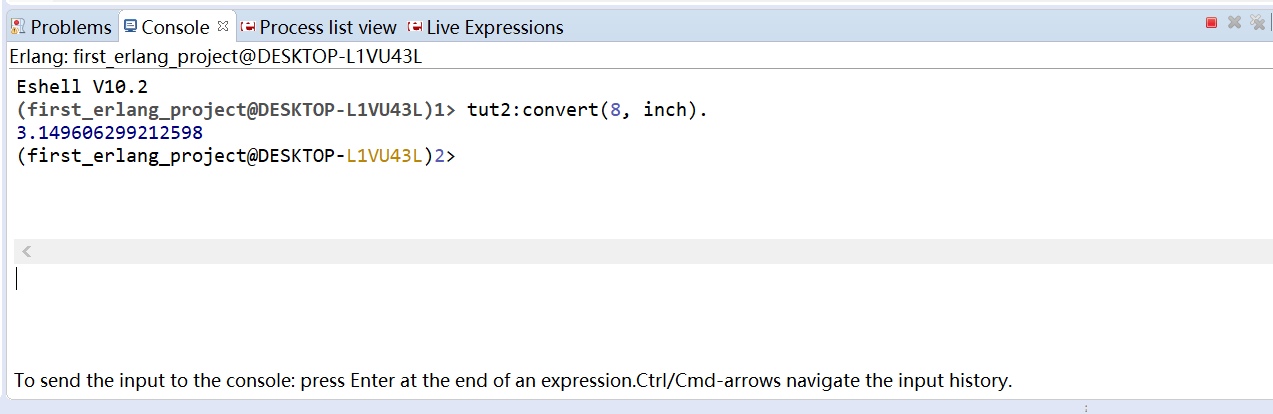 Problems Console Process list view Live Expressions
Erlang: first_erlang_project@DESKTOP-L1VU43L
Eshell V10.2
(first_erlang_project@DESKTOP-L1VU43L)1> tut2:convert(8, inch).
3.149606299212598
(first_erlang_project@DESKTOP-L1VU43L)2>
To send the input to the console: press Enter at the end of an expression.Ctrl/Cmd-arrows navigate the input history.